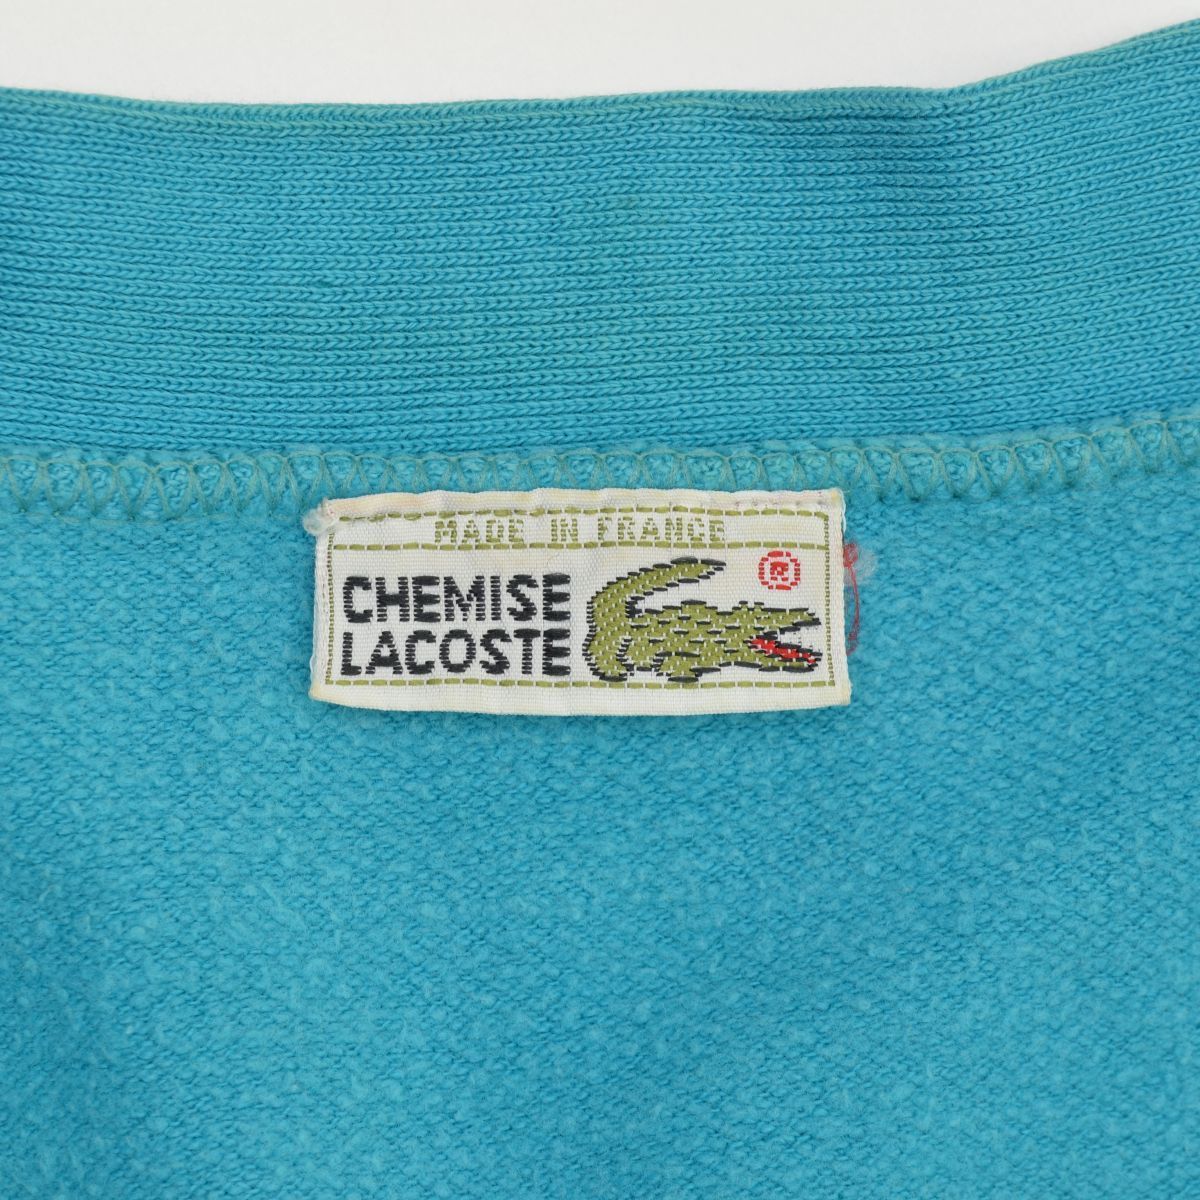 MADE IN FRANCE
CHEMISE
LACOSTE
®